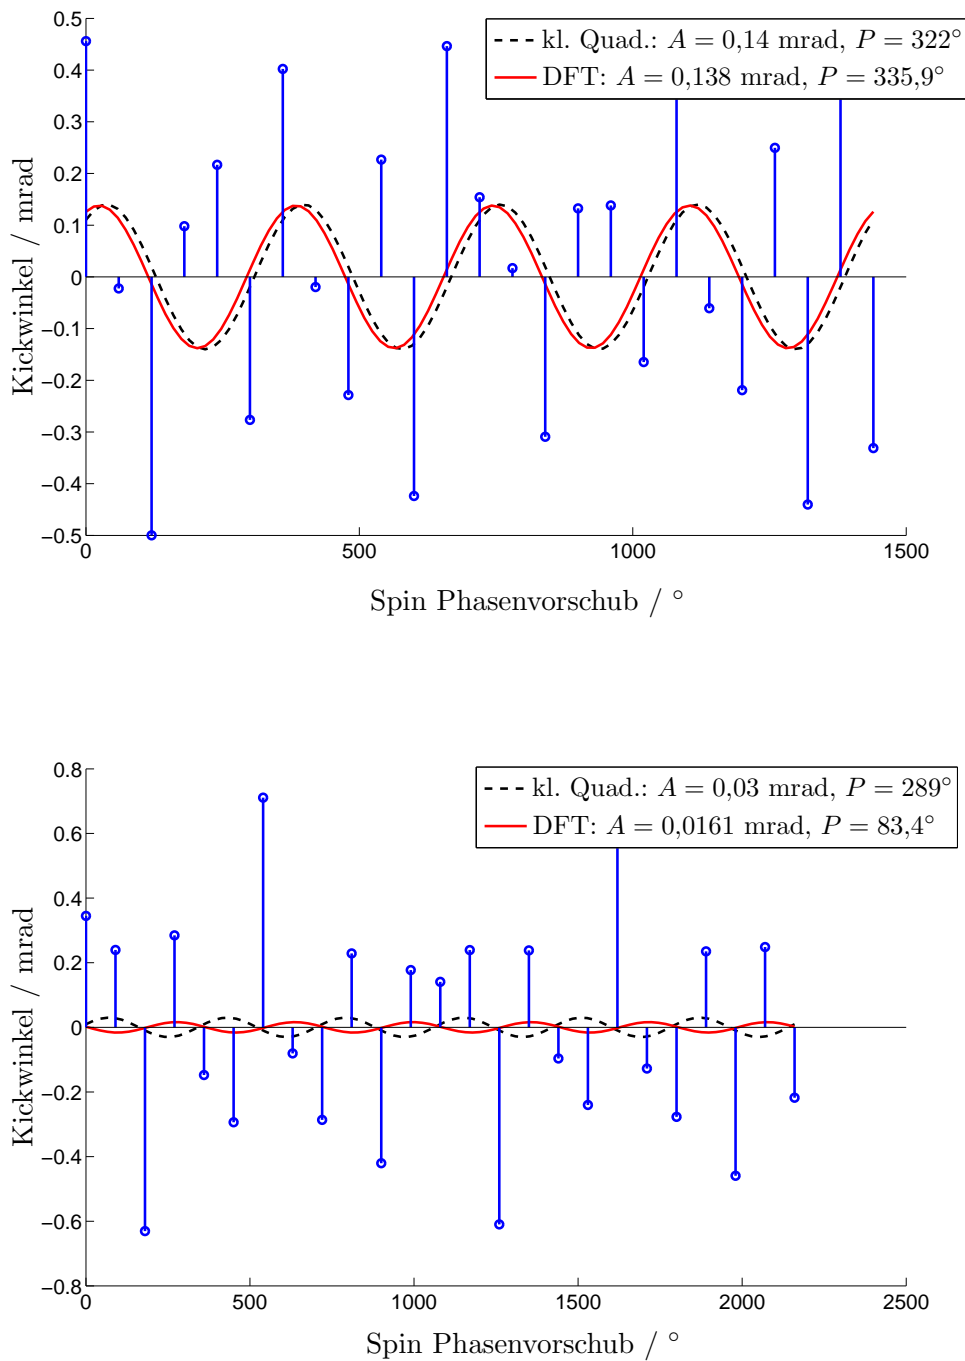 0.5
kl. Quad.: A = 0,14 mrad, P = 322°
DFT: A = 0,138 mrad, P = 335,9°
0.4
0.3
0.2
0.1
0
−0.1
−0.2
−0.3
−0.4
−0.5
Kickwinkel / mrad
0 500 1000 1500
Spin Phasenvorschub / °
0.8
kl. Quad.: A = 0,03 mrad, P = 289°
DFT: A = 0,0161 mrad, P = 83,4°
0.6
0.4
0.2
0
−0.2
−0.4
−0.6
−0.8
Kickwinkel / mrad
0 500 1000 1500 2000 2500
Spin Phasenvorschub / °